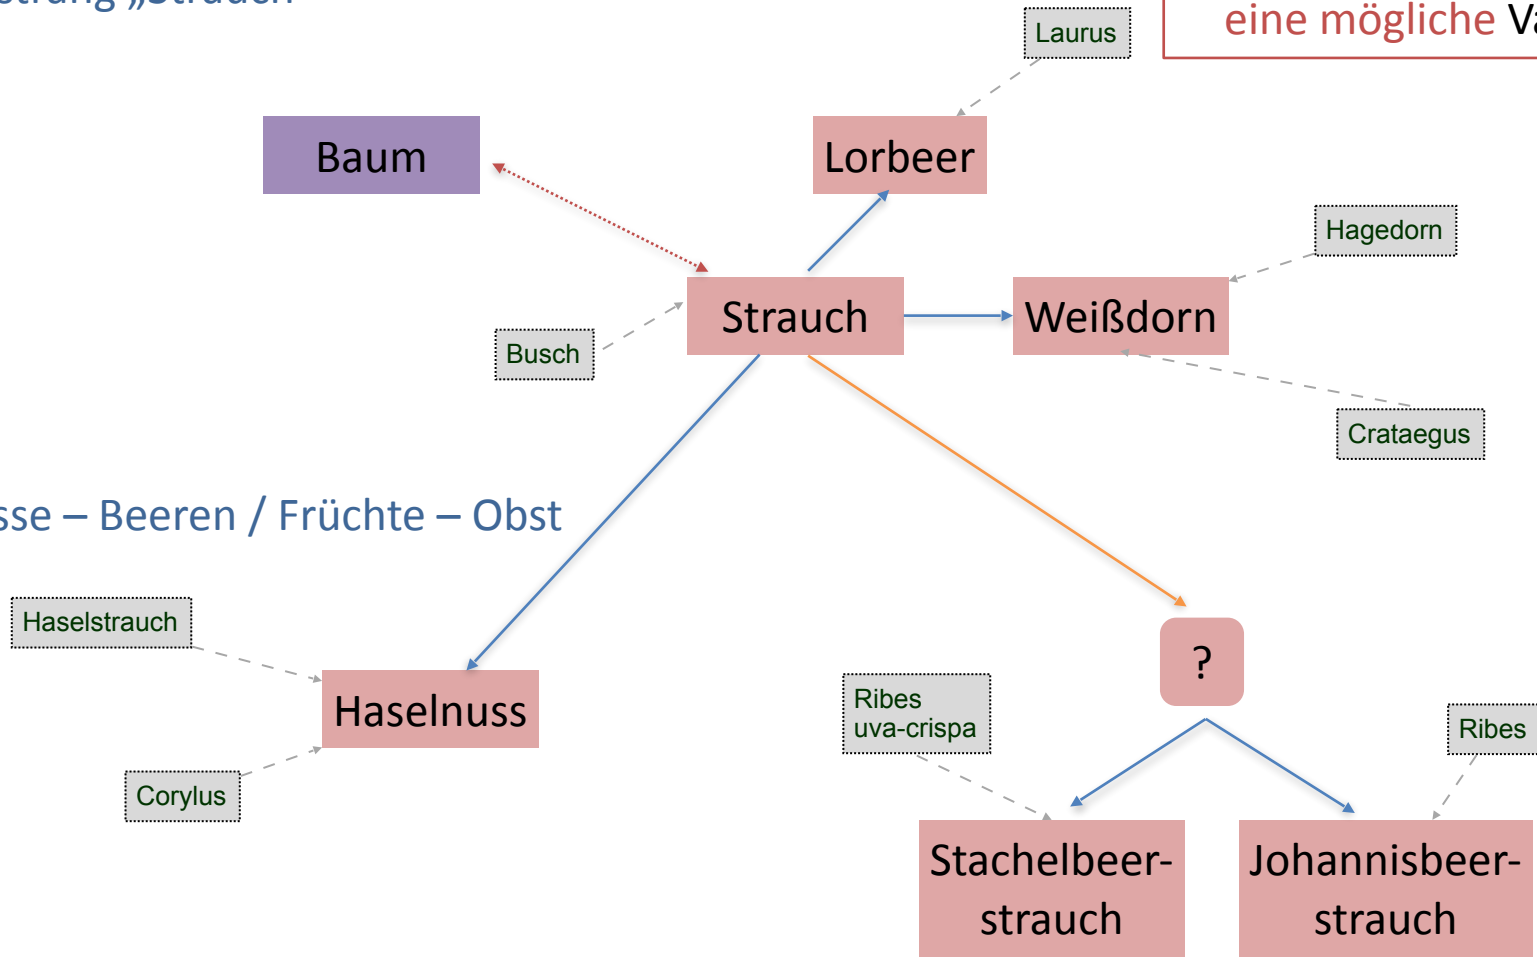 „Strauch
eine mögliche
Laurus
Baum
Lorbeer
Hagedorn
Strauch
Weißdorn
Busch
Crataegus
– Beeren / Früchte – Obst
Haselstrauch
?
Haselnuss
Ribes
uva-crispa
Ribes
Corylus
Stachelbeer-
strauch
Johannisbeer-
strauch